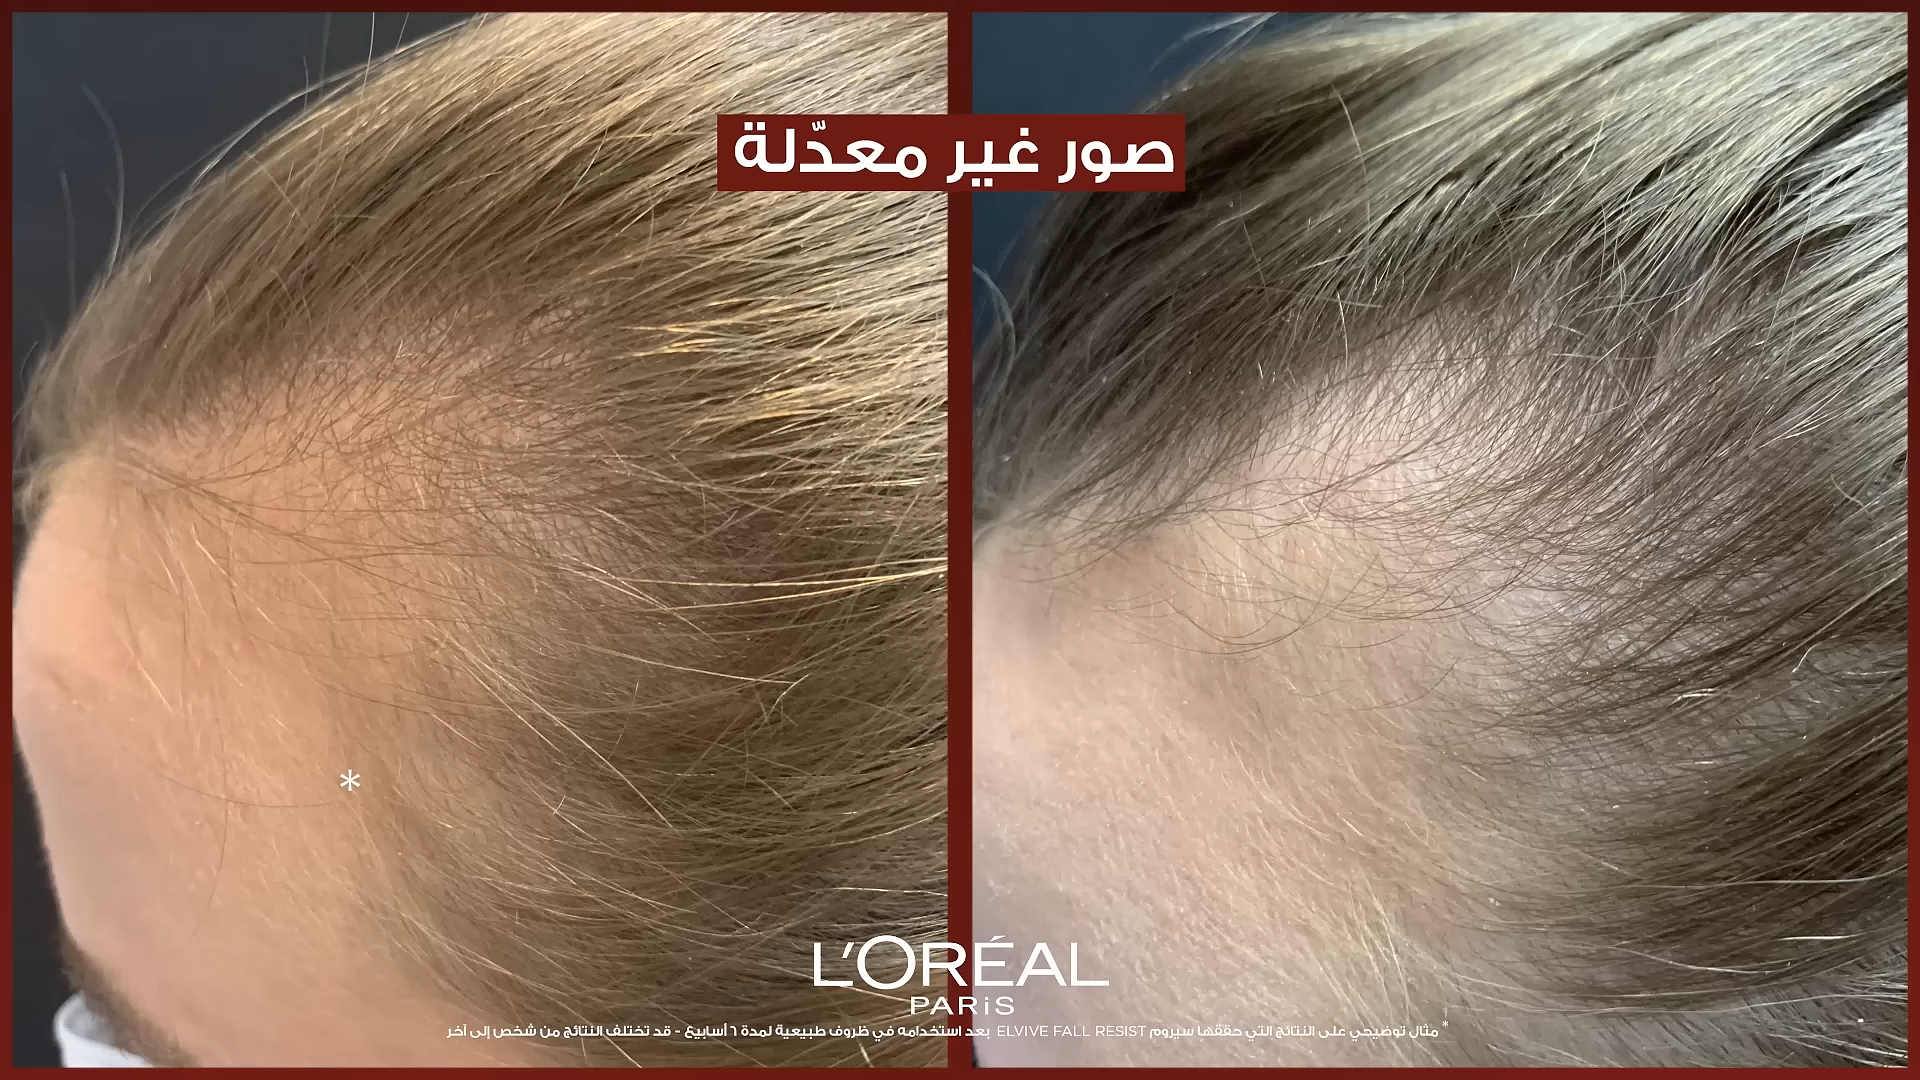 صور غير معدّلة
*
L'ORÉAL
PARiS
* مثال توضيحي على النتائج التي حققها سيروم ELVIVE FALL RESIST بعد استخدامه في ظروف طبيعية لمدة ٦ أسابيع - قد تختلف النتائج من شخص إلى آخر